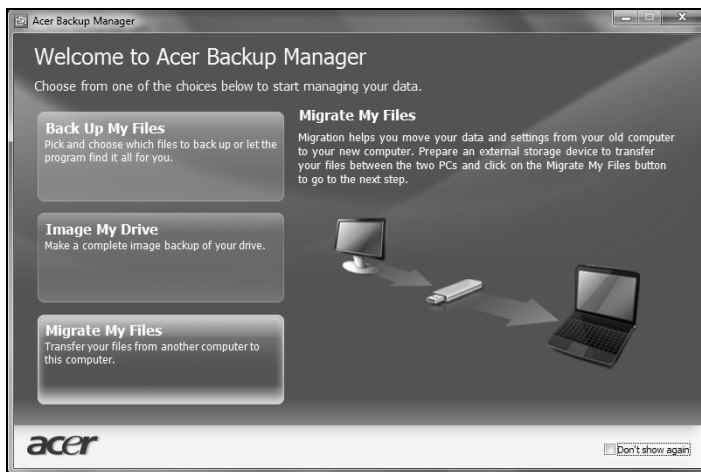 Acer Backup Manager
Welcome to Acer Backup Manager
Choose from one of the choices below to start managing your data.
Back Up My Files
Pick and choose which files to back up or let the
program find it all for you.
Image My Drive
Make a complete image backup of your drive.
Migrate My Files
Transfer your files from another computer to
this computer.
Migrate My Files
Migration helps you move your data and settings from your old computer
to your new computer. Prepare an external storage device to transfer
your files between the two PCs and click on the Migrate My Files button
to go to the next step.
acer
Don't show again